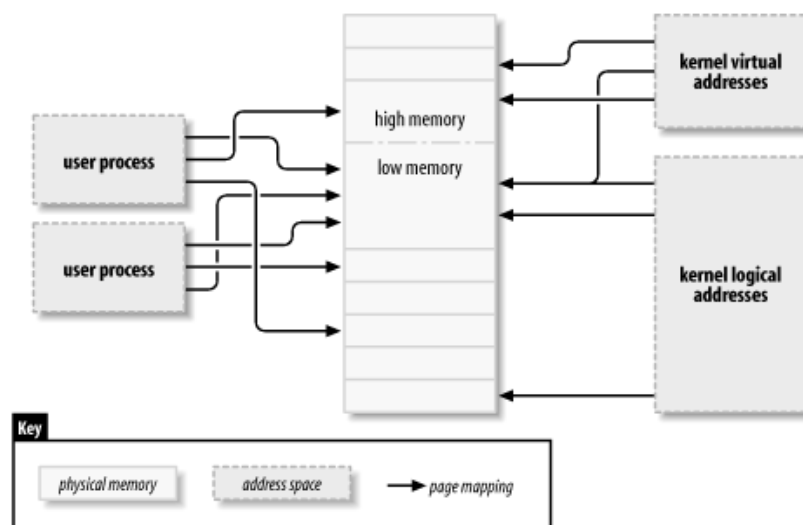 high memory
low memory
user process
user process
kernel virtual
addresses
kernel logical
addresses
Key
physical memory
address space
page mapping